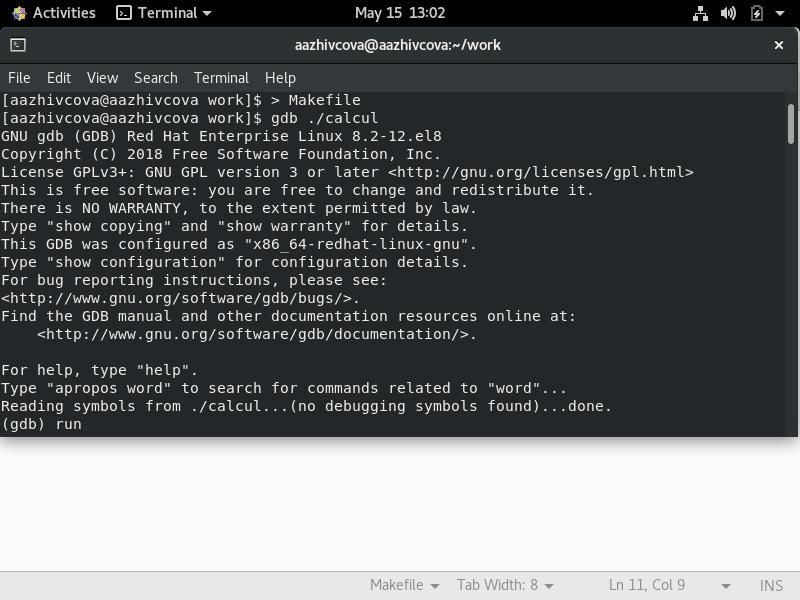 Activities Terminal May 15 13:02
aazhivcova@aazhivcova:~/work
File Edit View Search Terminal Help
[aazhivcova@aazhivcova work]$ > Makefile
[aazhivcova@aazhivcova work]$ gdb ./calcul
GNU gdb (GDB) Red Hat Enterprise Linux 8.2-12.el8
Copyright (C) 2018 Free Software Foundation, Inc.
License GPLv3+: GNU GPL version 3 or later <http://gnu.org/licenses/gpl.html>
This is free software: you are free to change and redistribute it.
There is NO WARRANTY, to the extent permitted by law.
Type "show copying" and "show warranty" for details.
This GDB was configured as "x86_64-redhat-linux-gnu".
Type "show configuration" for configuration details.
For bug reporting instructions, please see:
<http://www.gnu.org/software/gdb/bugs/>.
Find the GDB manual and other documentation resources online at:
    <http://www.gnu.org/software/gdb/documentation/>.
For help, type "help".
Type "apropos word" to search for commands related to "word"...
Reading symbols from ./calcul...(no debugging symbols found)...done.
(gdb) run
Makefile Tab Width: 8 Ln 11, Col 9 INS